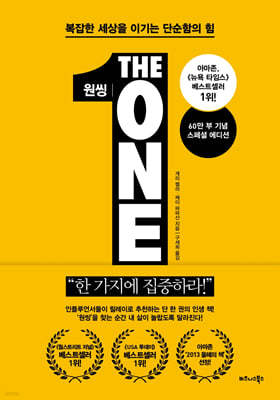 복잡한 세상을 이기는 단순함의 힘
원씽
THE
1
ONE
아마존,
《뉴욕 타임스》
베스트셀러
1위!
60만 부 기념
스페셜 에디션
게리 켈러·제이 파파산 지음 | 구세희 옮김
“한 가지에 집중하라!”
인플루언서들이 릴레이로 추천하는 단 한 권의 인생 책!
‘원씽’을 찾는 순간 내 삶이 놀랍도록 달라진다!
《월스트리트 저널》
베스트셀러
1위!
《USA 투데이》
베스트셀러
1위!
아마존
‘2013 올해의 책’
선정!
비즈니스북스